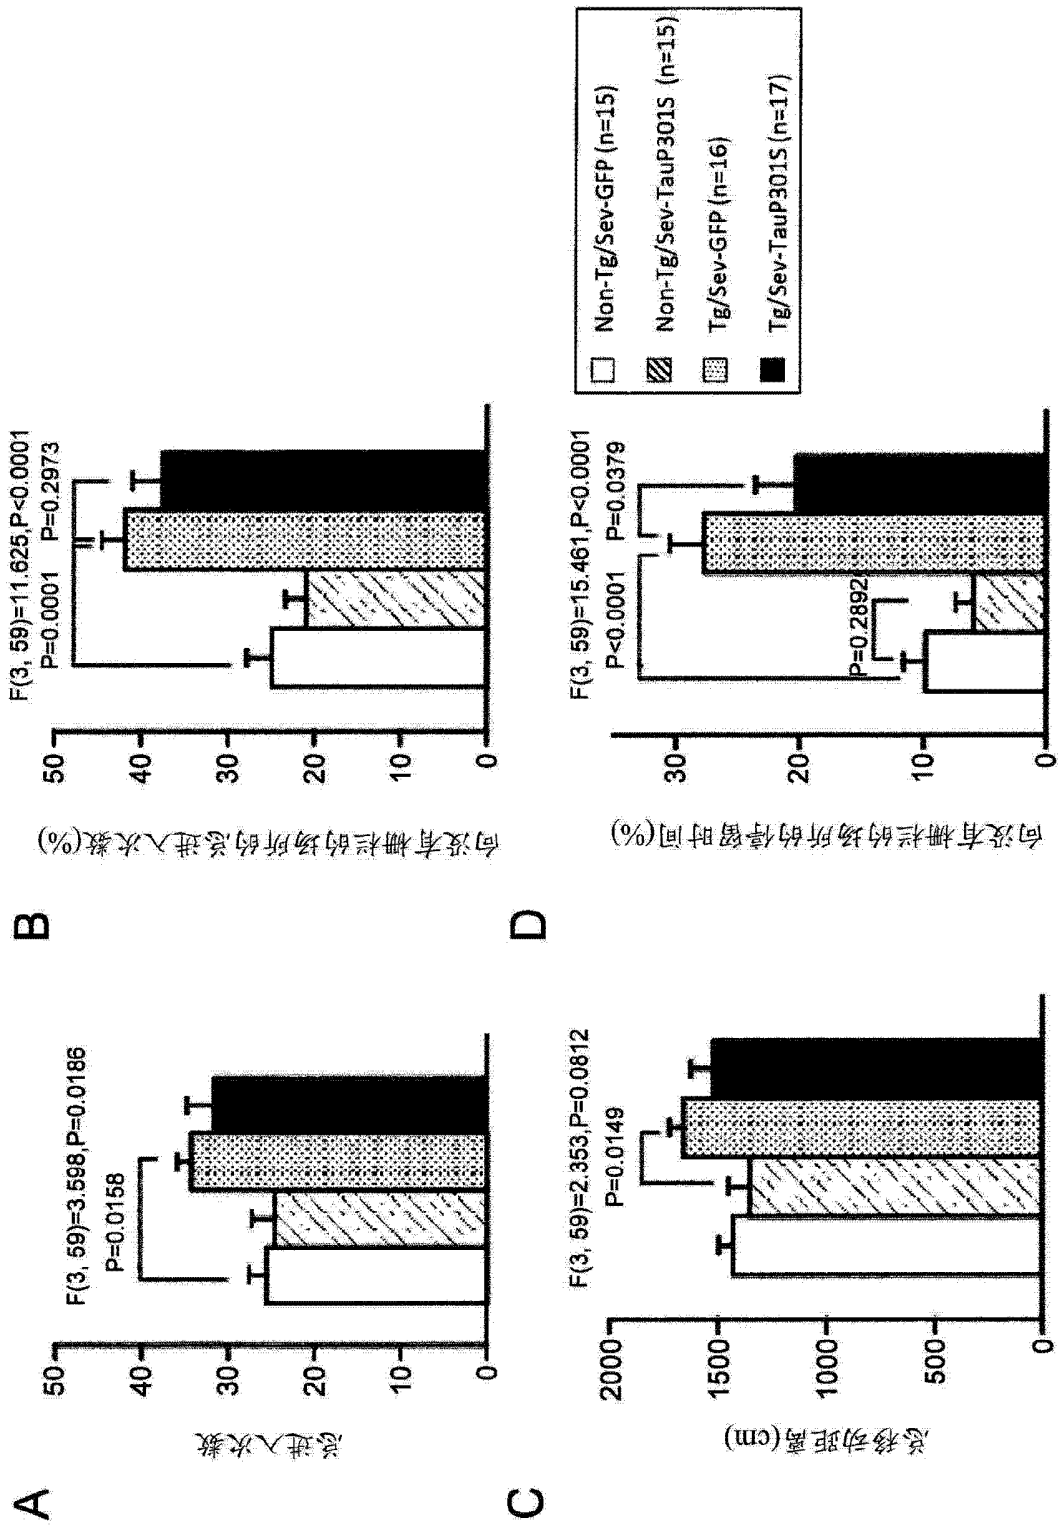 A
F(3, 59)=3.598,P=0.0186
P=0.0158
50
40
30
20
10
0
总进入次数
B
F(3, 59)=11.625,P<0.0001
P=0.0001 P=0.2973
50
40
30
20
10
0
向没有栅栏的场所的总进入次数(%)
C
F(3, 59)=2.353,P=0.0812
P=0.0149
2000
1500
1000
500
0
总移动距离(cm)
D
F(3, 59)=15.461,P<0.0001
P<0.0001 P=0.0379
P=0.2892
30
20
10
0
向没有栅栏的场所的停留时间(%)
Non-Tg/Sev-GFP (n=15)
Non-Tg/Sev-TauP301S (n=15)
Tg/Sev-GFP (n=16)
Tg/Sev-TauP301S (n=17)